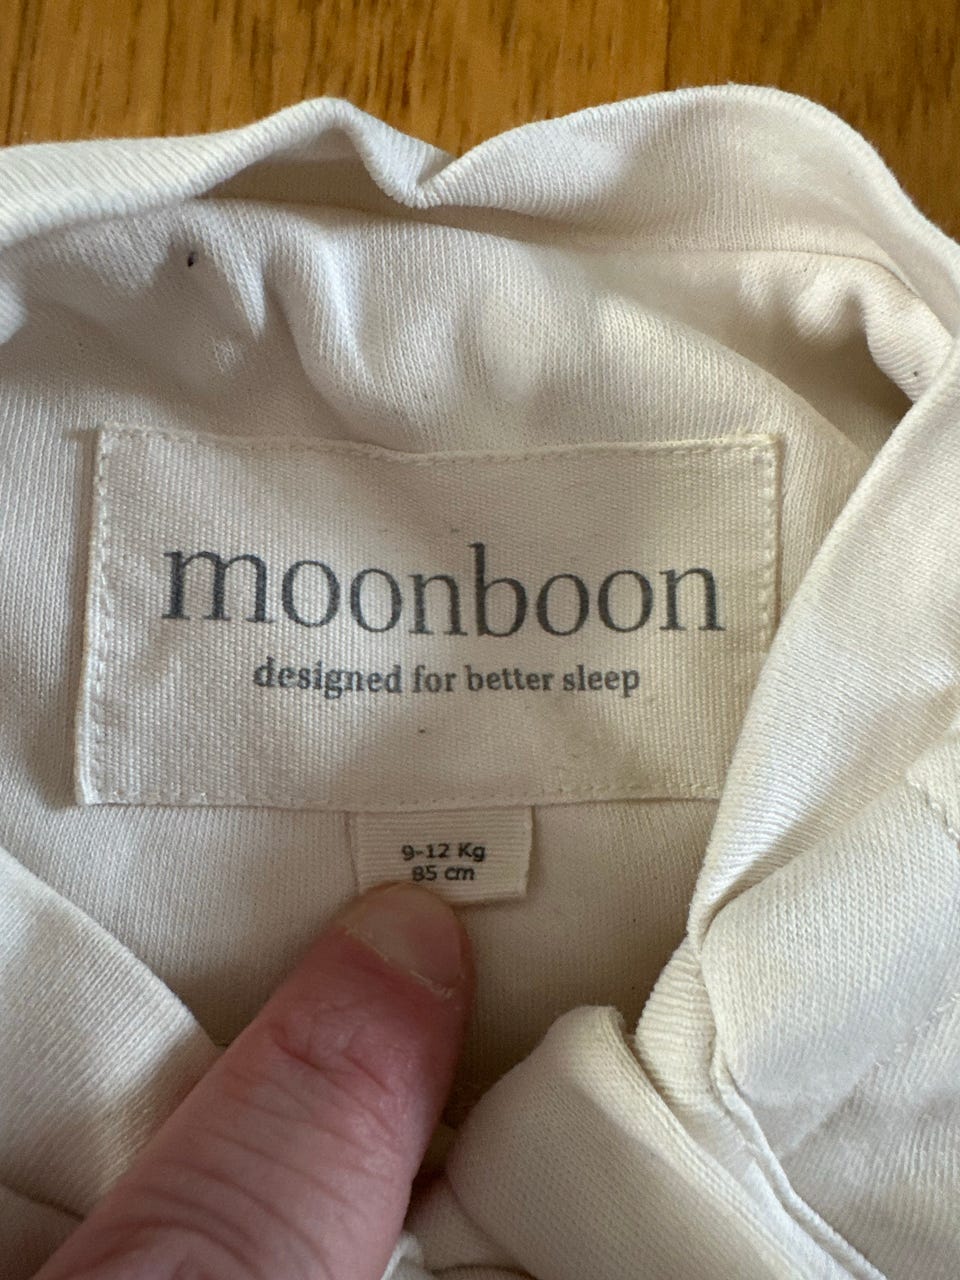 moonboon
designed for better sleep
9-12 Kg
85 cm